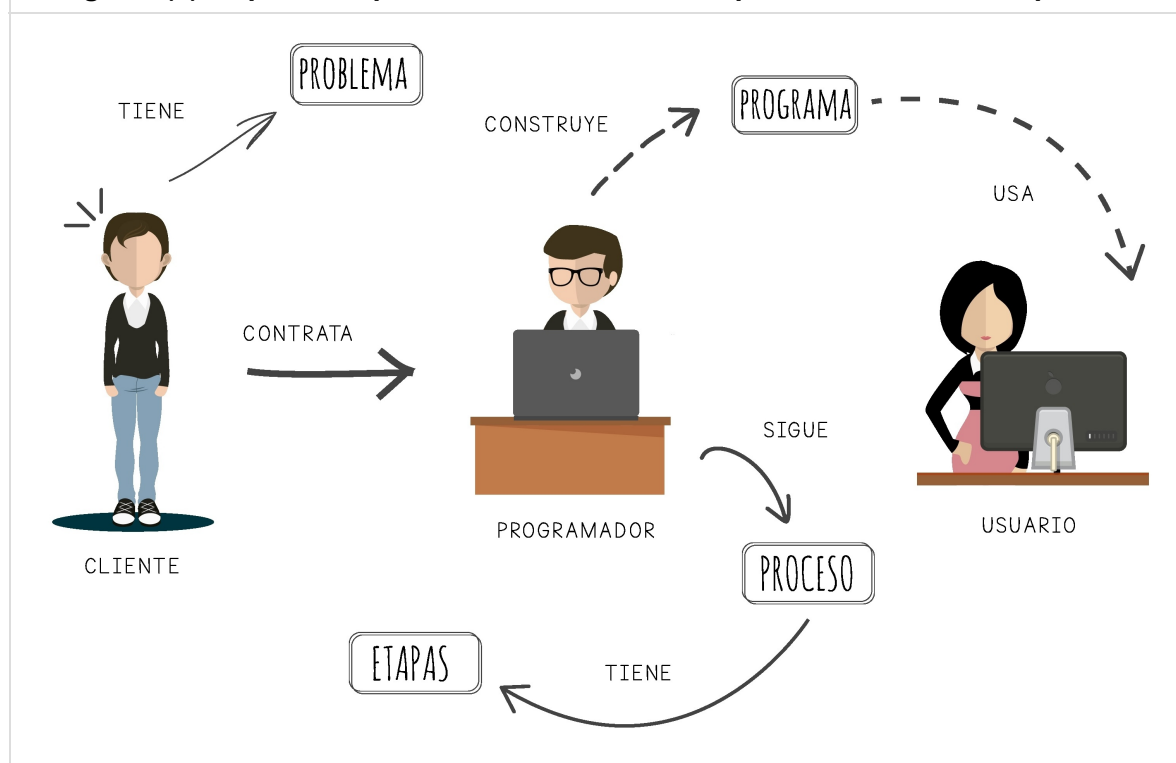 PROBLEMA
TIENE
CONSTRUYE
PROGRAMA
USA
CONTRATA
SIGUE
CLIENTE
PROGRAMADOR
USUARIO
PROCESO
ETAPAS
TIENE